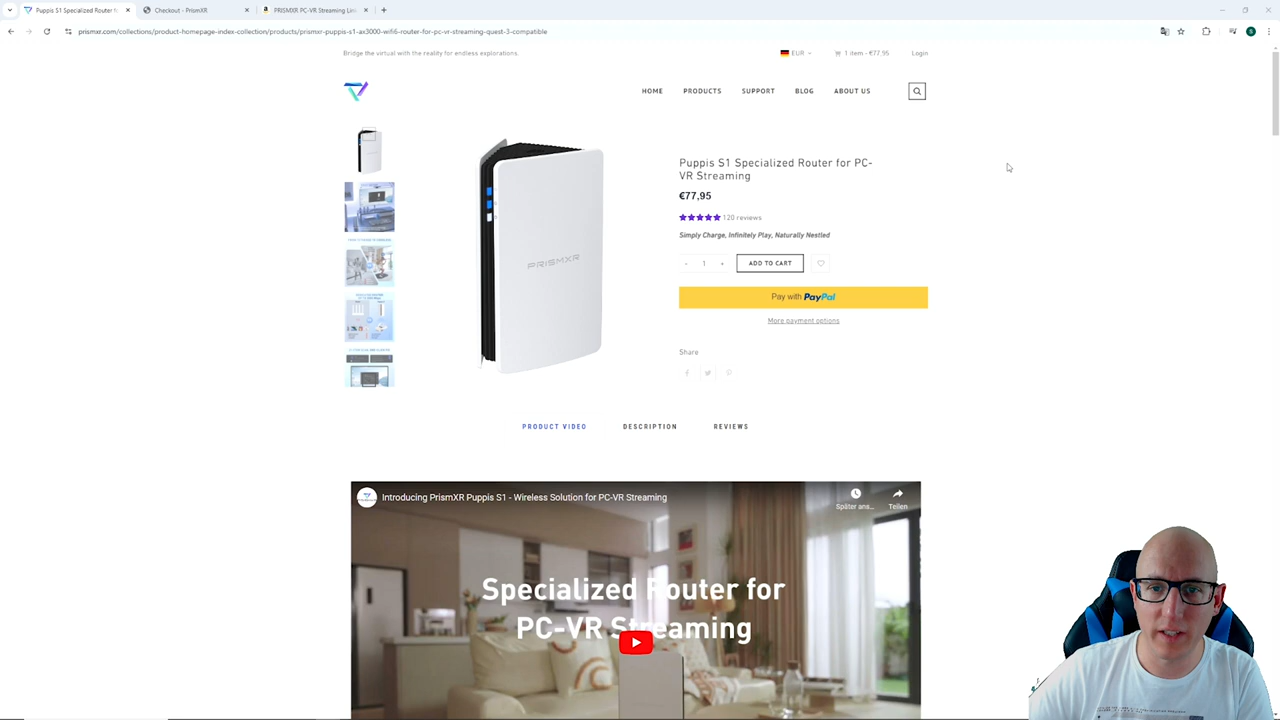 Puppis S1 Specialized Router f
Checkout - PrismXR
PRISMXR PC-VR Streaming Lin
prismxr.com/collections/product-homepage-index-collection/products/prismxr-puppis-s1-ax3000-wifi6-router-for-pc-vr-streaming-quest-3-compatible
S
Bridge the virtual with the reality for endless explorations.
EUR
1 item - €77.95
Login
HOME
PRODUCTS
SUPPORT
BLOG
ABOUT US
Puppis S1 Specialized Router for PC-
VR Streaming
€77,95
120 reviews
Simply Charge, Infinitely Play, Naturally Nestled
- 1 +
ADD TO CART
Pay with PayPal
More payment options
Share
PRISMXR
PRODUCT VIDEO
DESCRIPTION
REVIEWS
Introducing PrismXR Puppis S1 - Wireless Solution for PC-VR Streaming
Später ans...
Teilen
Specialized Router for
PC-VR Streaming